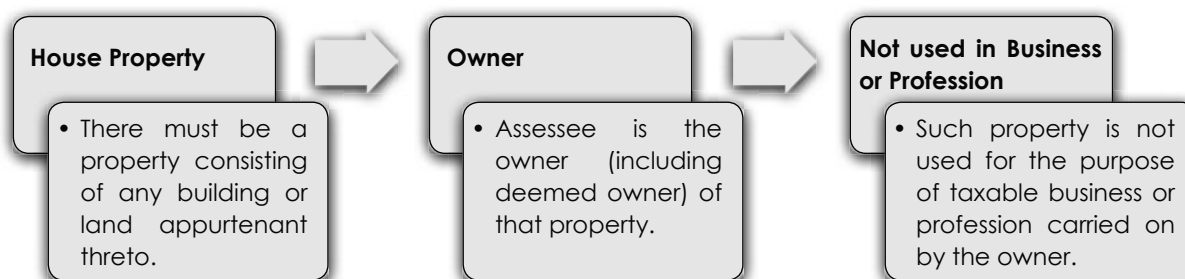 House Property
• There must be a
property consisting
of any building or
land appurtenant
threto.
Owner
• Assessee is the
owner (including
deemed owner) of
that property.
Not used in Business
or Profession
• Such property is not
used for the purpose
of taxable business or
profession carried on
by the owner.